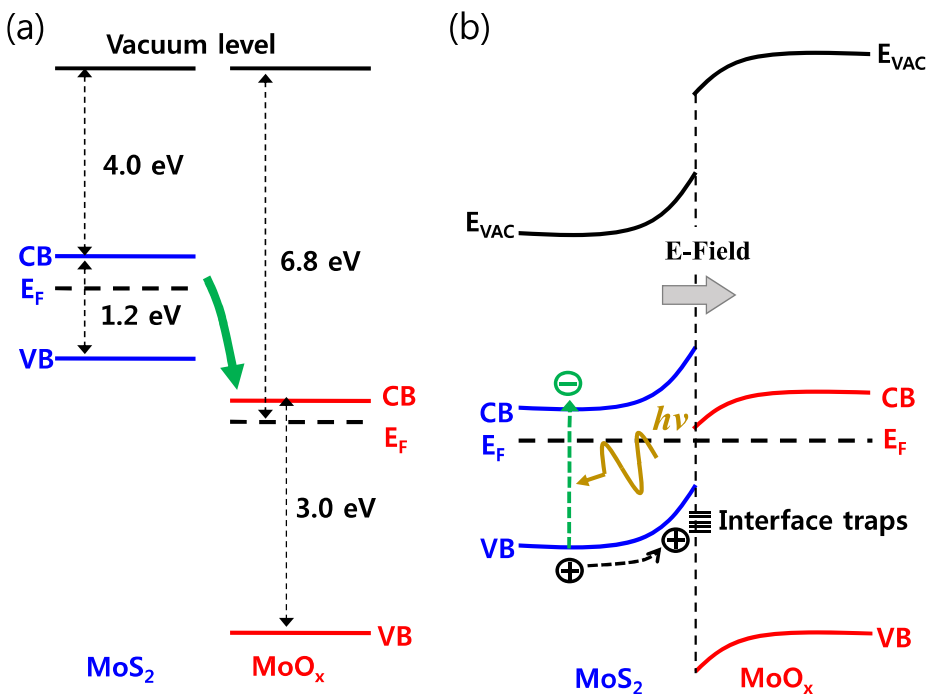 (a)
Vacuum level
4.0 eV
CB
6.8 eV
E_F
1.2 eV
VB
CB
E_F
3.0 eV
VB
MoS₂
MoOₓ
(b)
E_VAC
E_VAC
E-Field
hν
CB
CB
E_F
E_F
Interface traps
VB
VB
MoS₂
MoOₓ